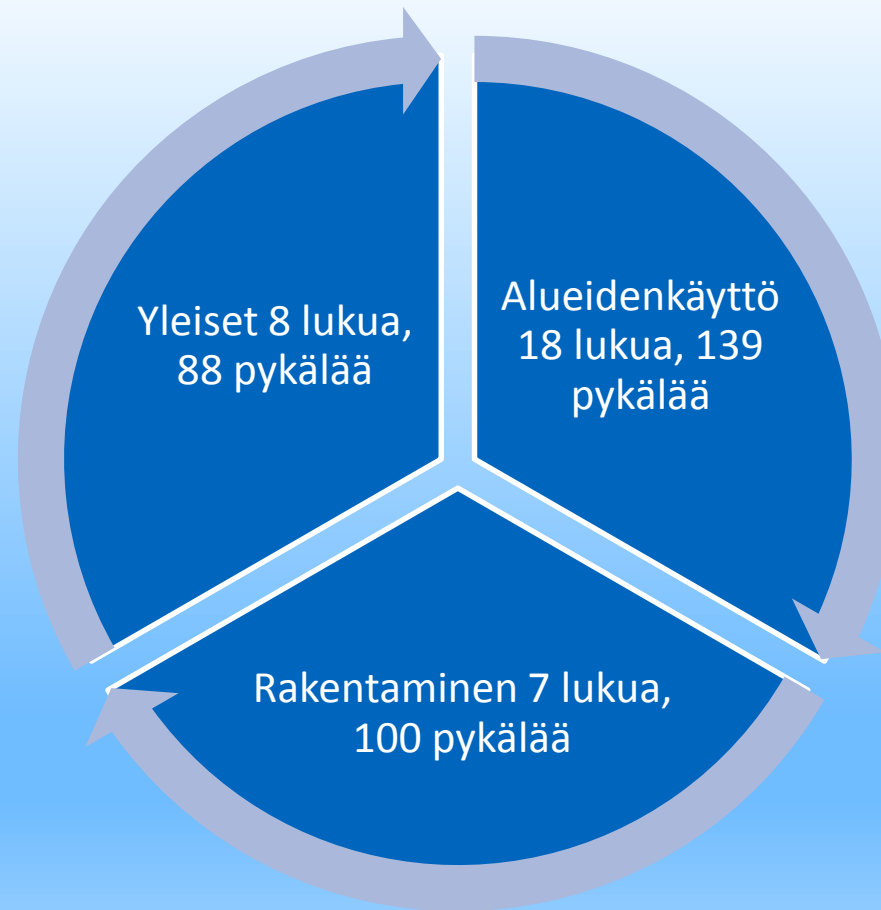 Yleiset 8 lukua,
88 pykälää
Alueidenkäyttö
18 lukua, 139
pykälää
Rakentaminen 7 lukua,
100 pykälää